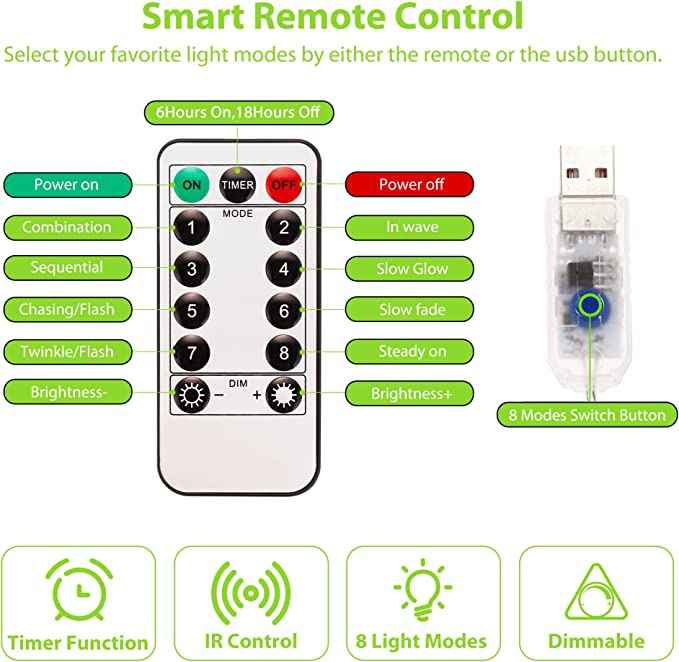 Smart Remote Control
Select your favorite light modes by either the remote or the usb button.
6Hours On,18Hours Off
Power on
ON
TIMER
OFF
Power off
MODE
Combination
1
2
In wave
Sequential
3
4
Slow Glow
Chasing/Flash
5
6
Slow fade
Twinkle/Flash
7
8
Steady on
Brightness-
DIM
-
+
Brightness+
8 Modes Switch Button
Timer Function
IR Control
8 Light Modes
Dimmable